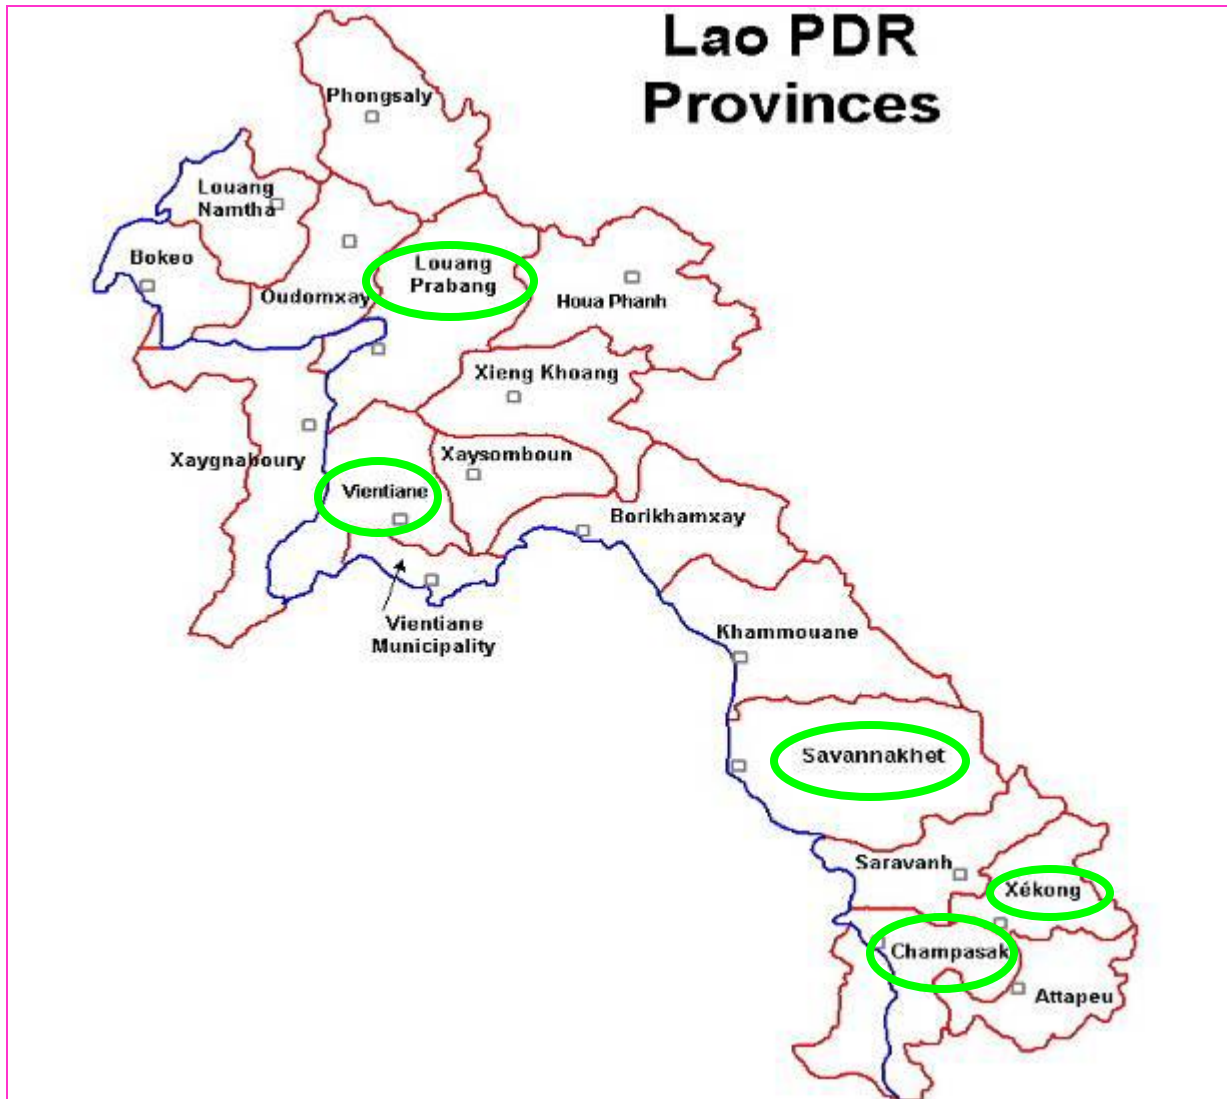 Lao PDR
Provinces
Phongsaly
Louang
Namtha
Bokeo
Oudomxay
Louang
Prabang
Houa Phanh
Xieng Khoang
Xaygnaboury
Xaysomboun
Vientiane
Borikhamxay
Vientiane
Municipality
Khammouane
Savannakhet
Saravanh
Xékong
Champasak
Attapeu